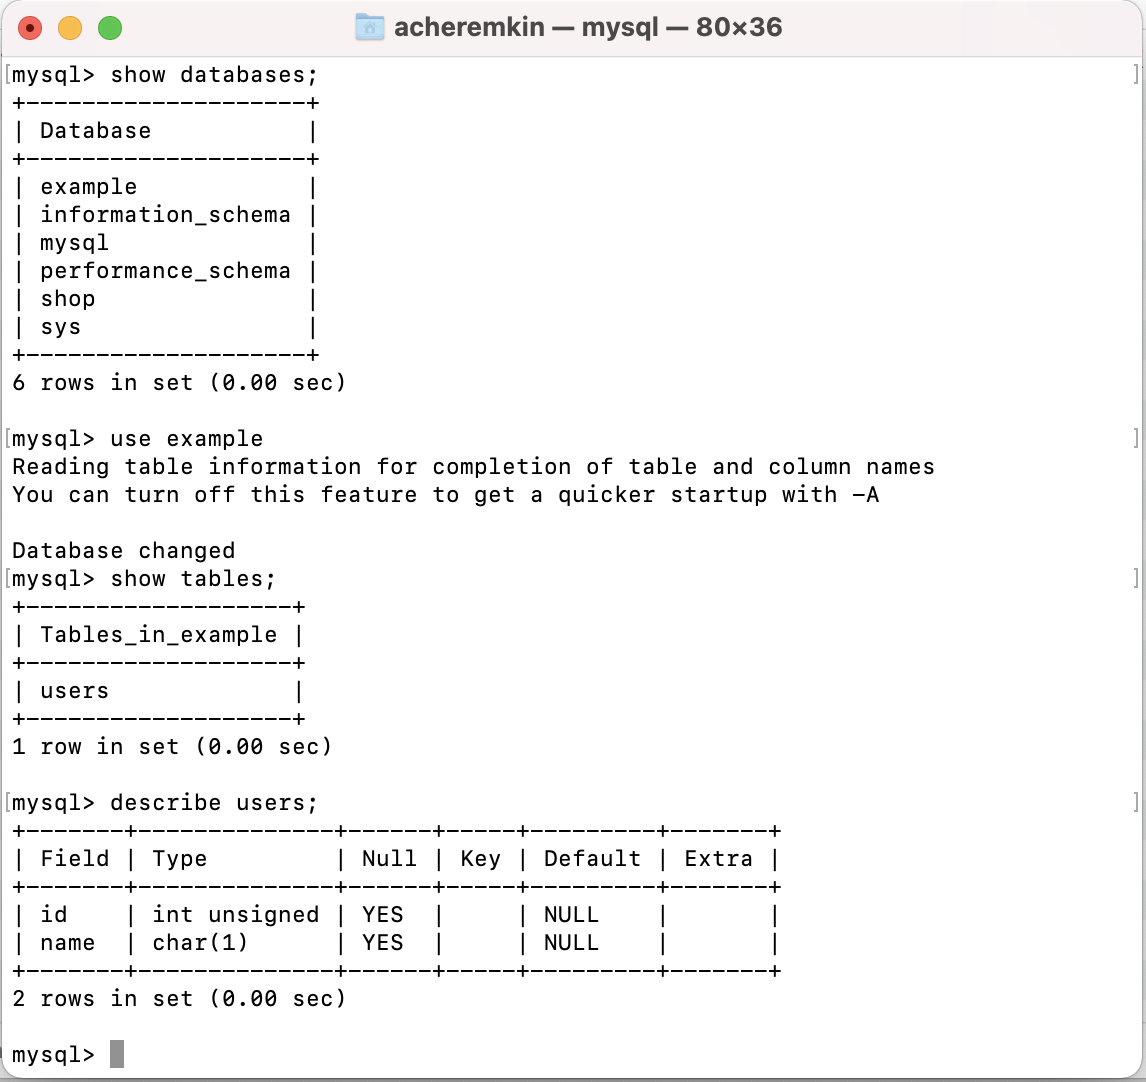 acheremkin — mysql — 80×36
[mysql> show databases; ]
+--------------------+
| Database           |
+--------------------+
| example            |
| information_schema |
| mysql              |
| performance_schema |
| shop               |
| sys                |
+--------------------+
6 rows in set (0.00 sec)

[mysql> use example ]
Reading table information for completion of table and column names
You can turn off this feature to get a quicker startup with -A

Database changed
[mysql> show tables; ]
+-------------------+
| Tables_in_example |
+-------------------+
| users             |
+-------------------+
1 row in set (0.00 sec)

[mysql> describe users; ]
+-------+--------------+------+-----+---------+-------+
| Field | Type         | Null | Key | Default | Extra |
+-------+--------------+------+-----+---------+-------+
| id    | int unsigned | YES  |     | NULL    |       |
| name  | char(1)      | YES  |     | NULL    |       |
+-------+--------------+------+-----+---------+-------+
2 rows in set (0.00 sec)

mysql>